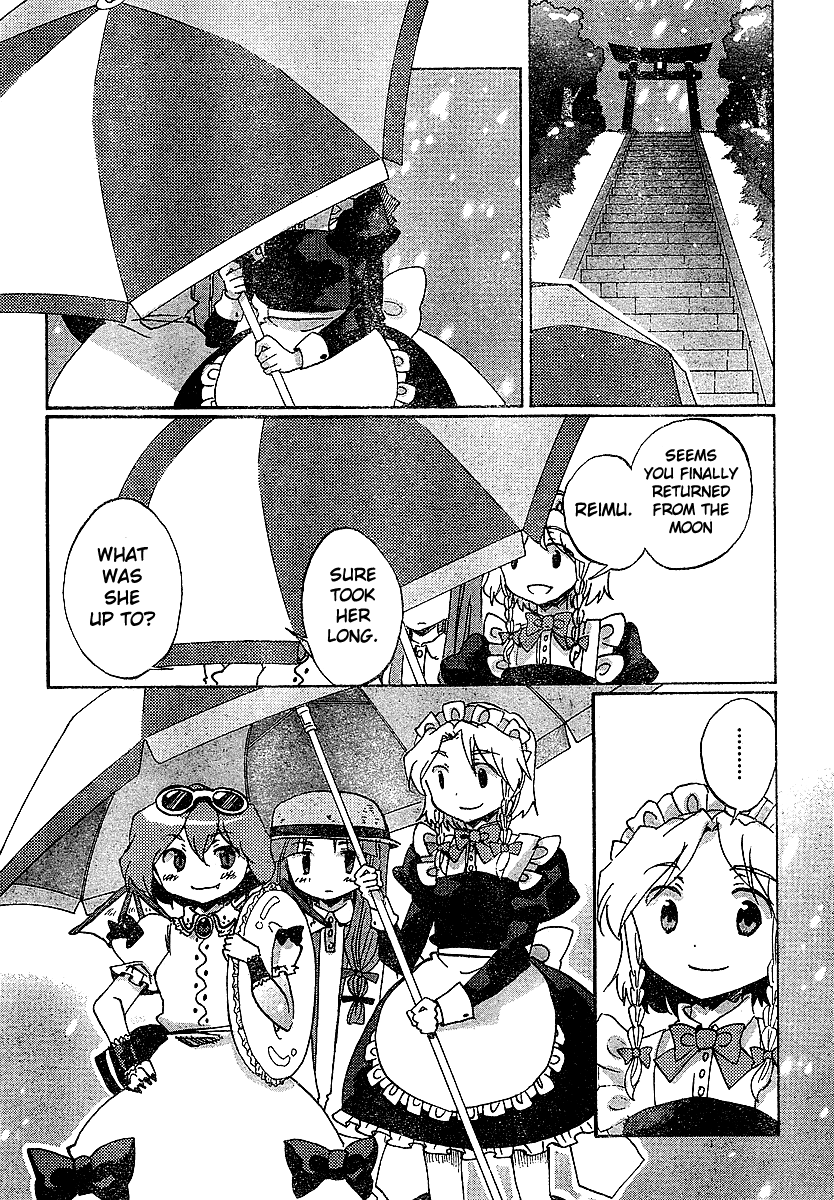 SEEMS
YOU FINALLY
RETURNED
FROM THE
MOON
REIMU.
SURE
TOOK
HER
LONG.
WHAT
WAS
SHE
UP TO?
.........